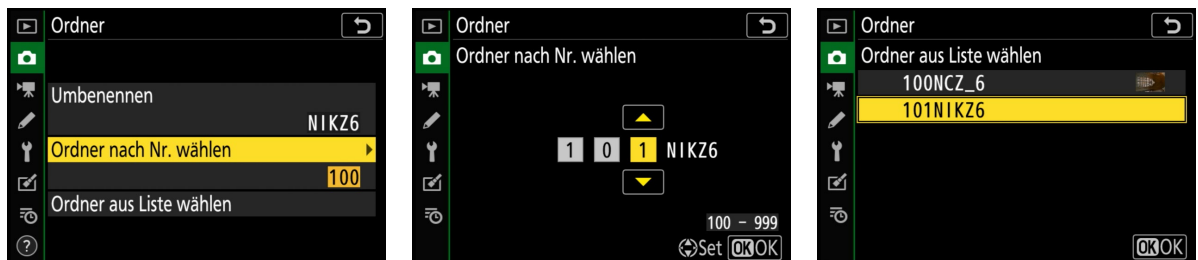 Ordner
Umbenennen
NIKZ6
Ordner nach Nr. wählen
100
Ordner aus Liste wählen
?
Ordner
Ordner nach Nr. wählen
1 0 1 NIKZ6
100 - 999
Set OK OK
Ordner
Ordner aus Liste wählen
100NCZ_6
101NIKZ6
OK OK